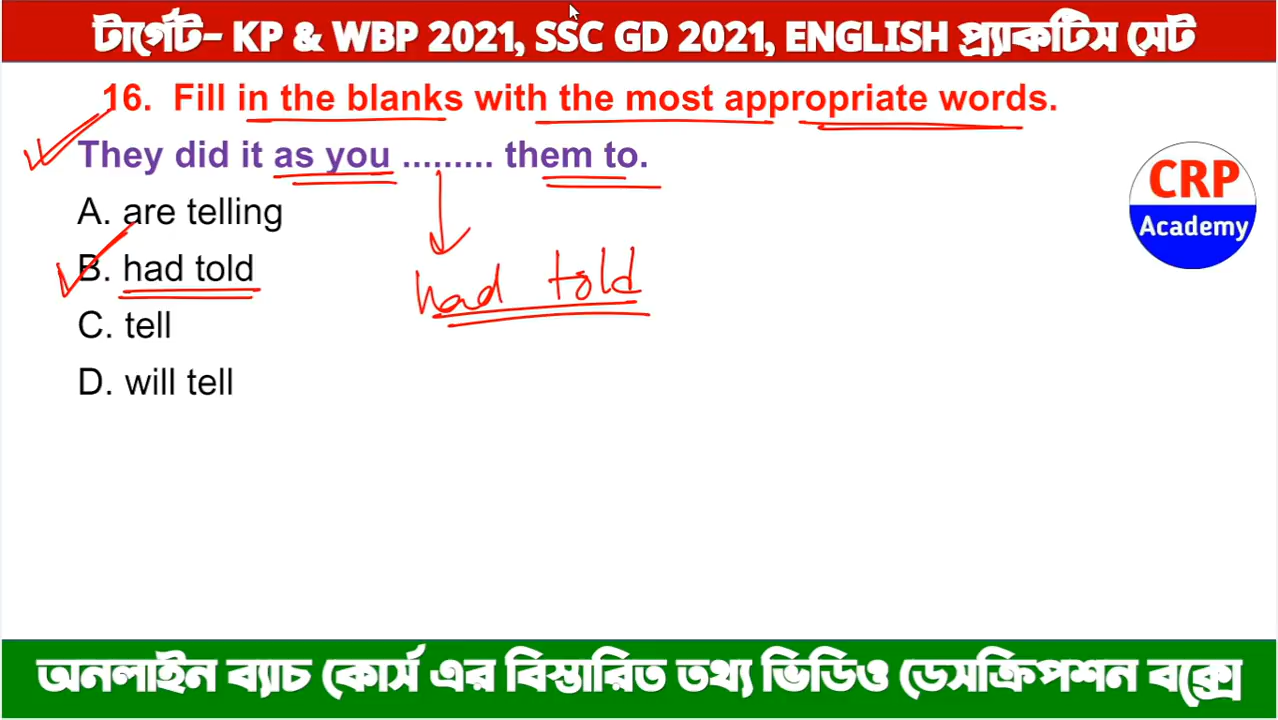 টার্গেট- KP & WBP 2021, SSC GD 2021, ENGLISH প্র্যাকটিস সেট
16. Fill in the blanks with the most appropriate words.
They did it as you ......... them to.
A. are telling
B. had told
C. tell
D. will tell
had told
CRP
Academy
অনলাইন ব্যাচ কোর্স এর বিস্তারিত তথ্য ভিডিও ডেসক্রিপশন বক্সে